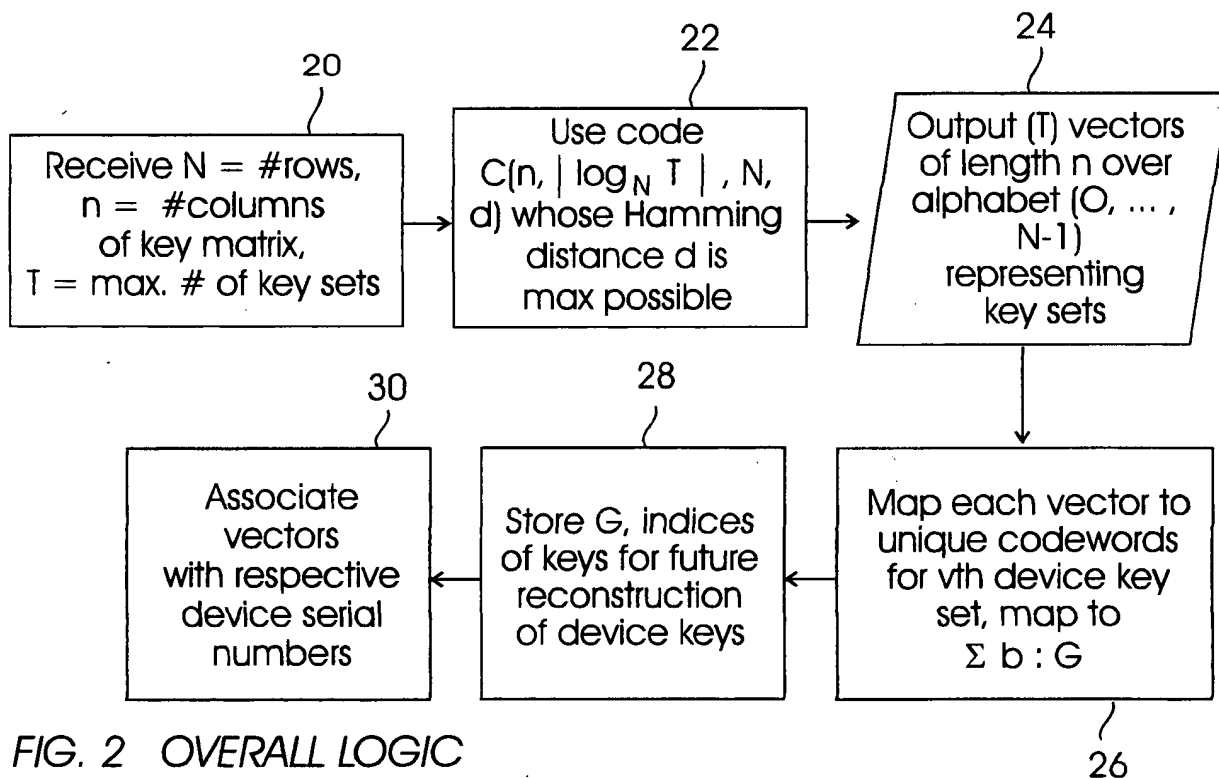 20
Receive N = #rows,
n = #columns
of key matrix,
T = max. # of key sets
22
Use code
C(n, | log_N T | , N,
d) whose Hamming
distance d is
max possible
24
Output (T) vectors
of length n over
alphabet (O, ... ,
N-1)
representing
key sets
26
Map each vector to
unique codewords
for vth device key
set, map to
Σ b : G
28
Store G, indices
of keys for future
reconstruction
of device keys
30
Associate
vectors
with respective
device serial
numbers
FIG. 2 OVERALL LOGIC